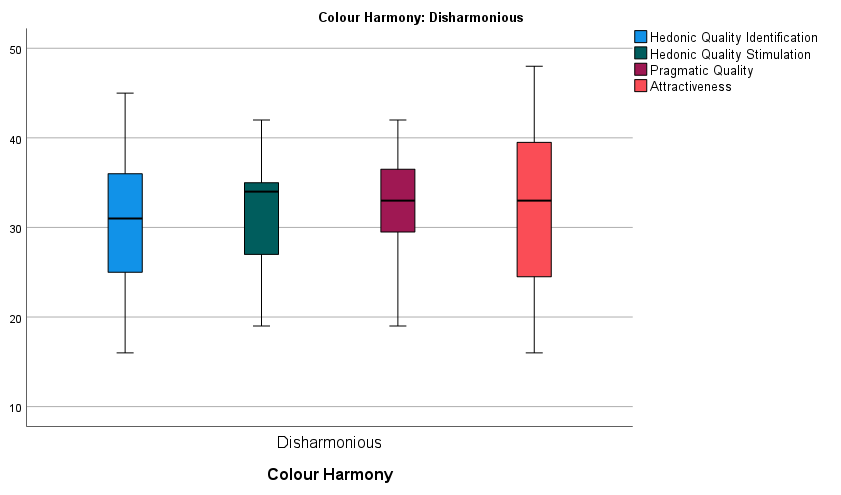 Colour Harmony: Disharmonious
Hedonic Quality Identification
Hedonic Quality Stimulation
Pragmatic Quality
Attractiveness
50
40
30
20
10
Disharmonious
Colour Harmony